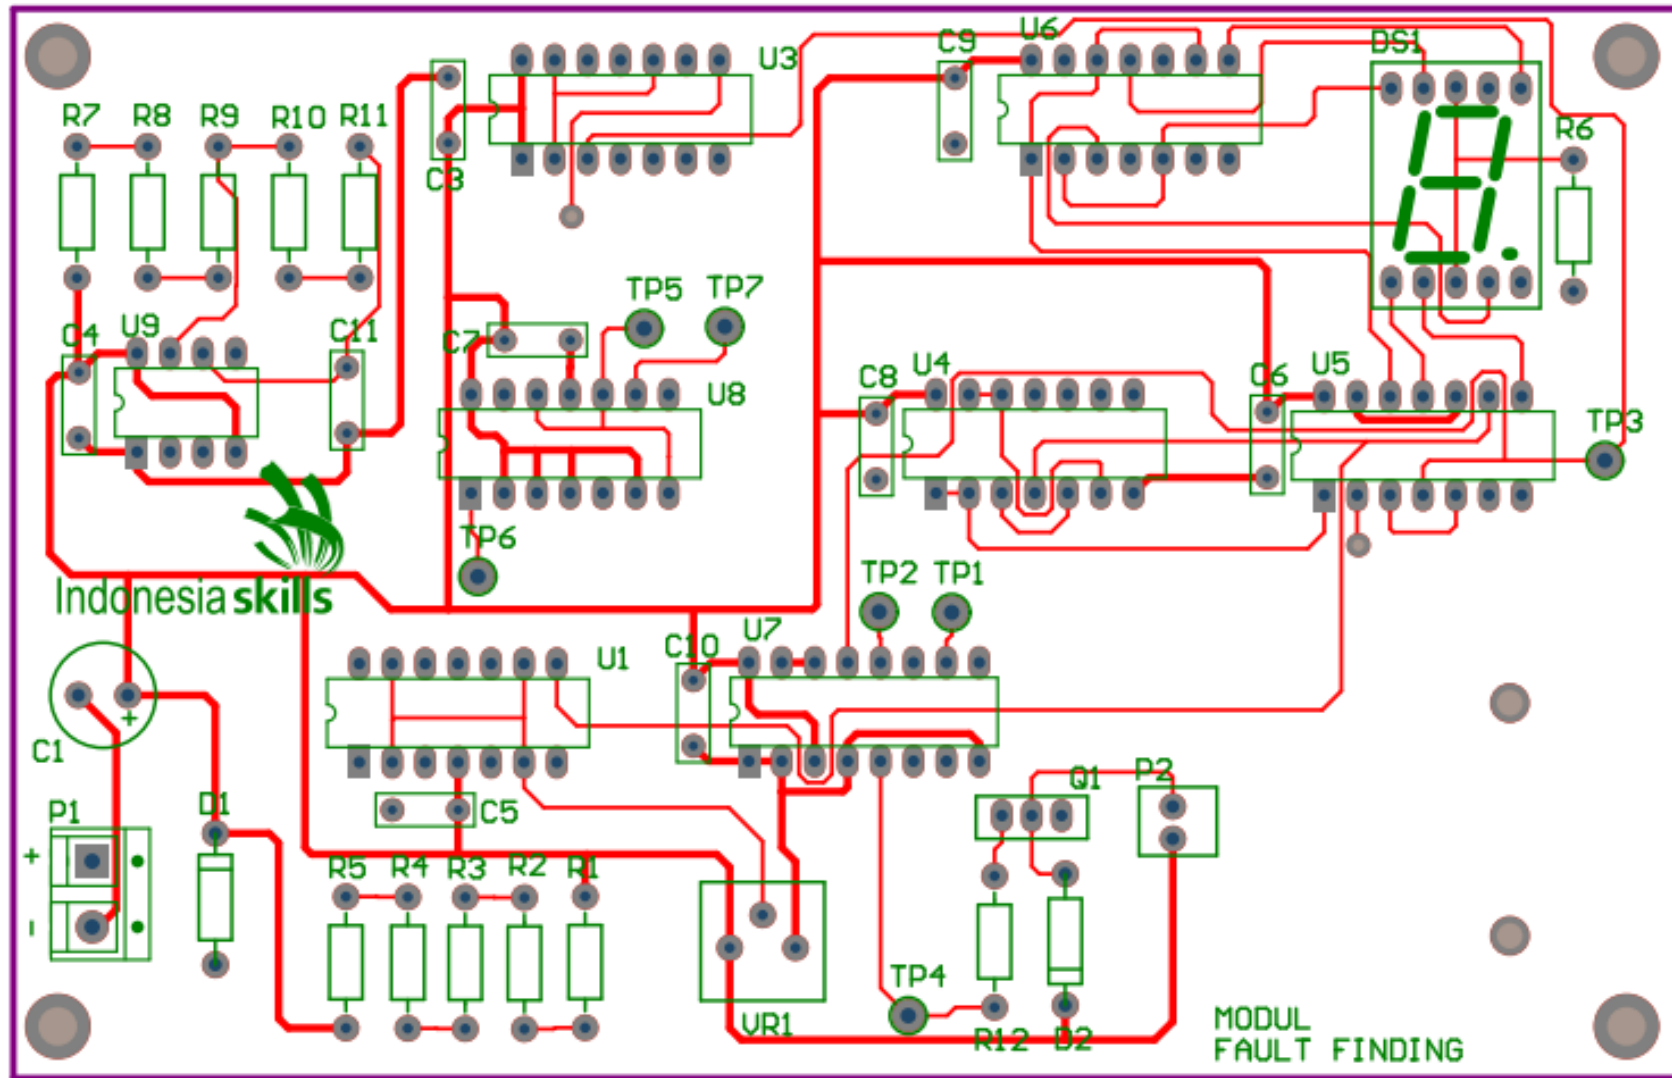 U6
C9
DS1
U3
R7 R8 R9 R10 R11
R6
C3
TP5 TP7
C4 U9 C11
C7
U8
C8 U4
C6 U5
TP3
TP6
Indonesia skills
TP2 TP1
C10 U7
U1
+
C1
P1 D1
C5
Q1 P2
+
R5 R4 R3 R2 R1
-
TP4
VR1
R12 D2
MODUL
FAULT FINDING